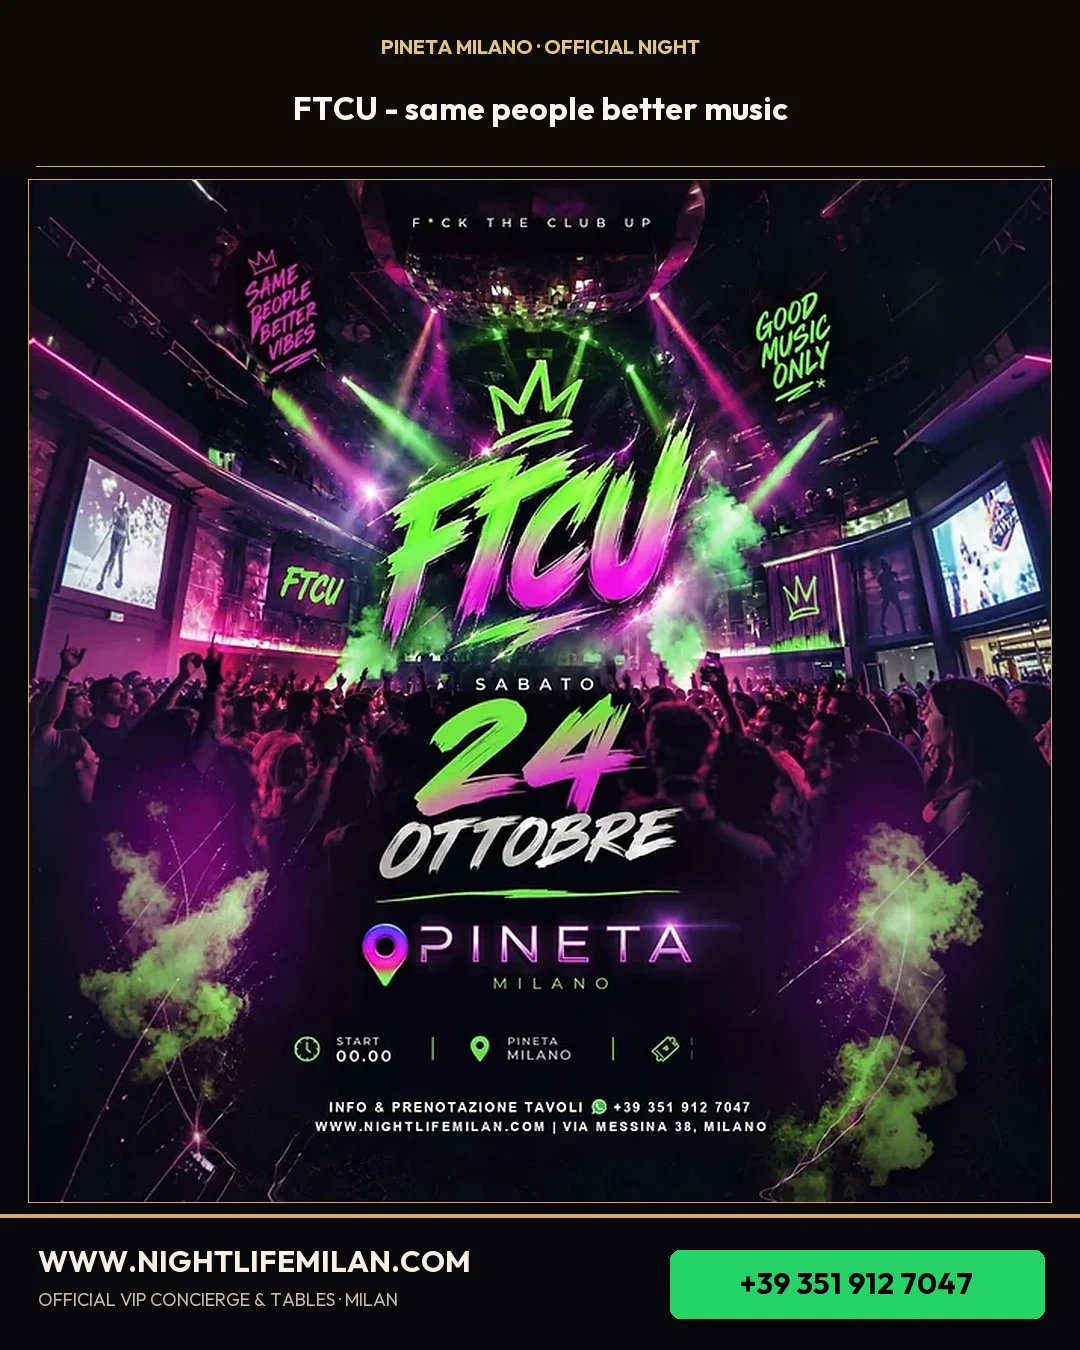 PINETA MILANO · OFFICIAL NIGHT
FTCU - same people better music
F*CK THE CLUB UP
SAME
PEOPLE
BETTER
VIBES
GOOD
MUSIC
ONLY*
FTCU
FTCU
SABATO
24
OTTOBRE
PINETA
MILANO
START
00.00
PINETA
MILANO
INFO & PRENOTAZIONE TAVOLI +39 351 912 7047
WWW.NIGHTLIFEMILAN.COM | VIA MESSINA 38, MILANO
WWW.NIGHTLIFEMILAN.COM
OFFICIAL VIP CONCIERGE & TABLES · MILAN
+39 351 912 7047